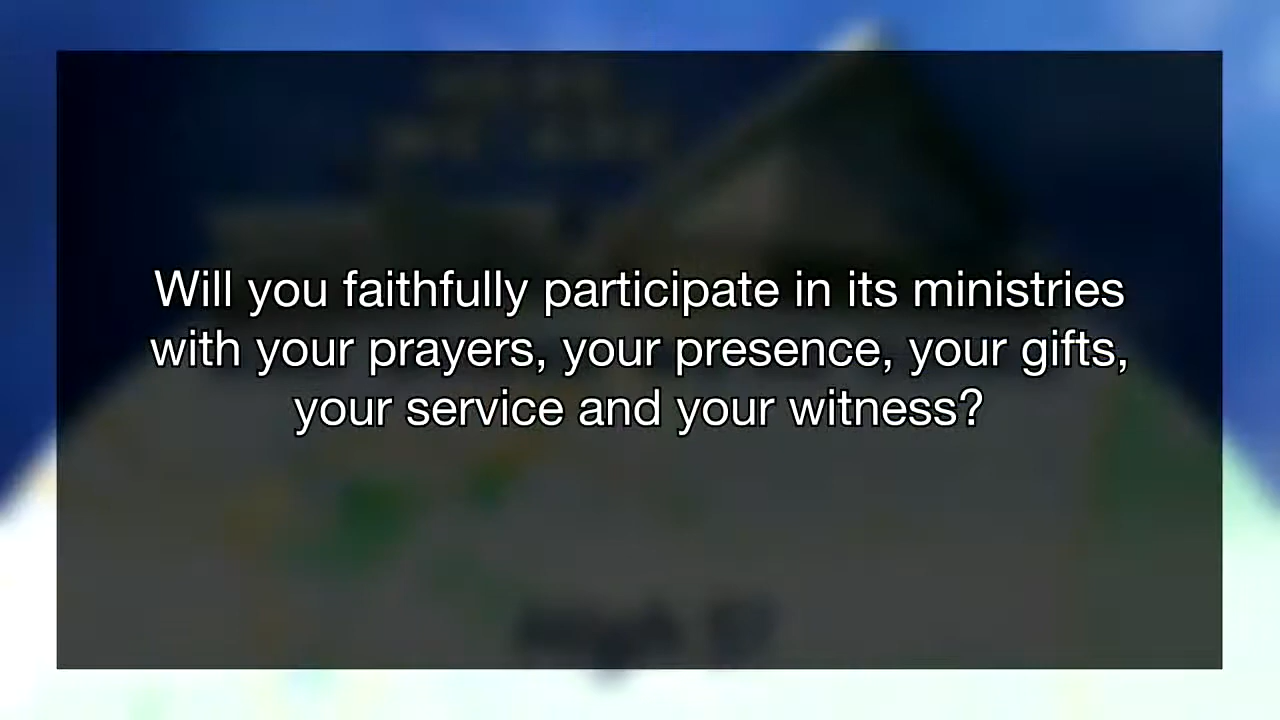 Will you faithfully participate in its ministries
with your prayers, your presence, your gifts,
your service and your witness?